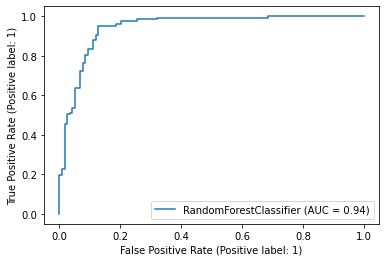 True Positive Rate (Positive label: 1)
1.0
0.8
0.6
0.4
0.2
0.0
RandomForestClassifier (AUC = 0.94)
0.0 0.2 0.4 0.6 0.8 1.0
False Positive Rate (Positive label: 1)